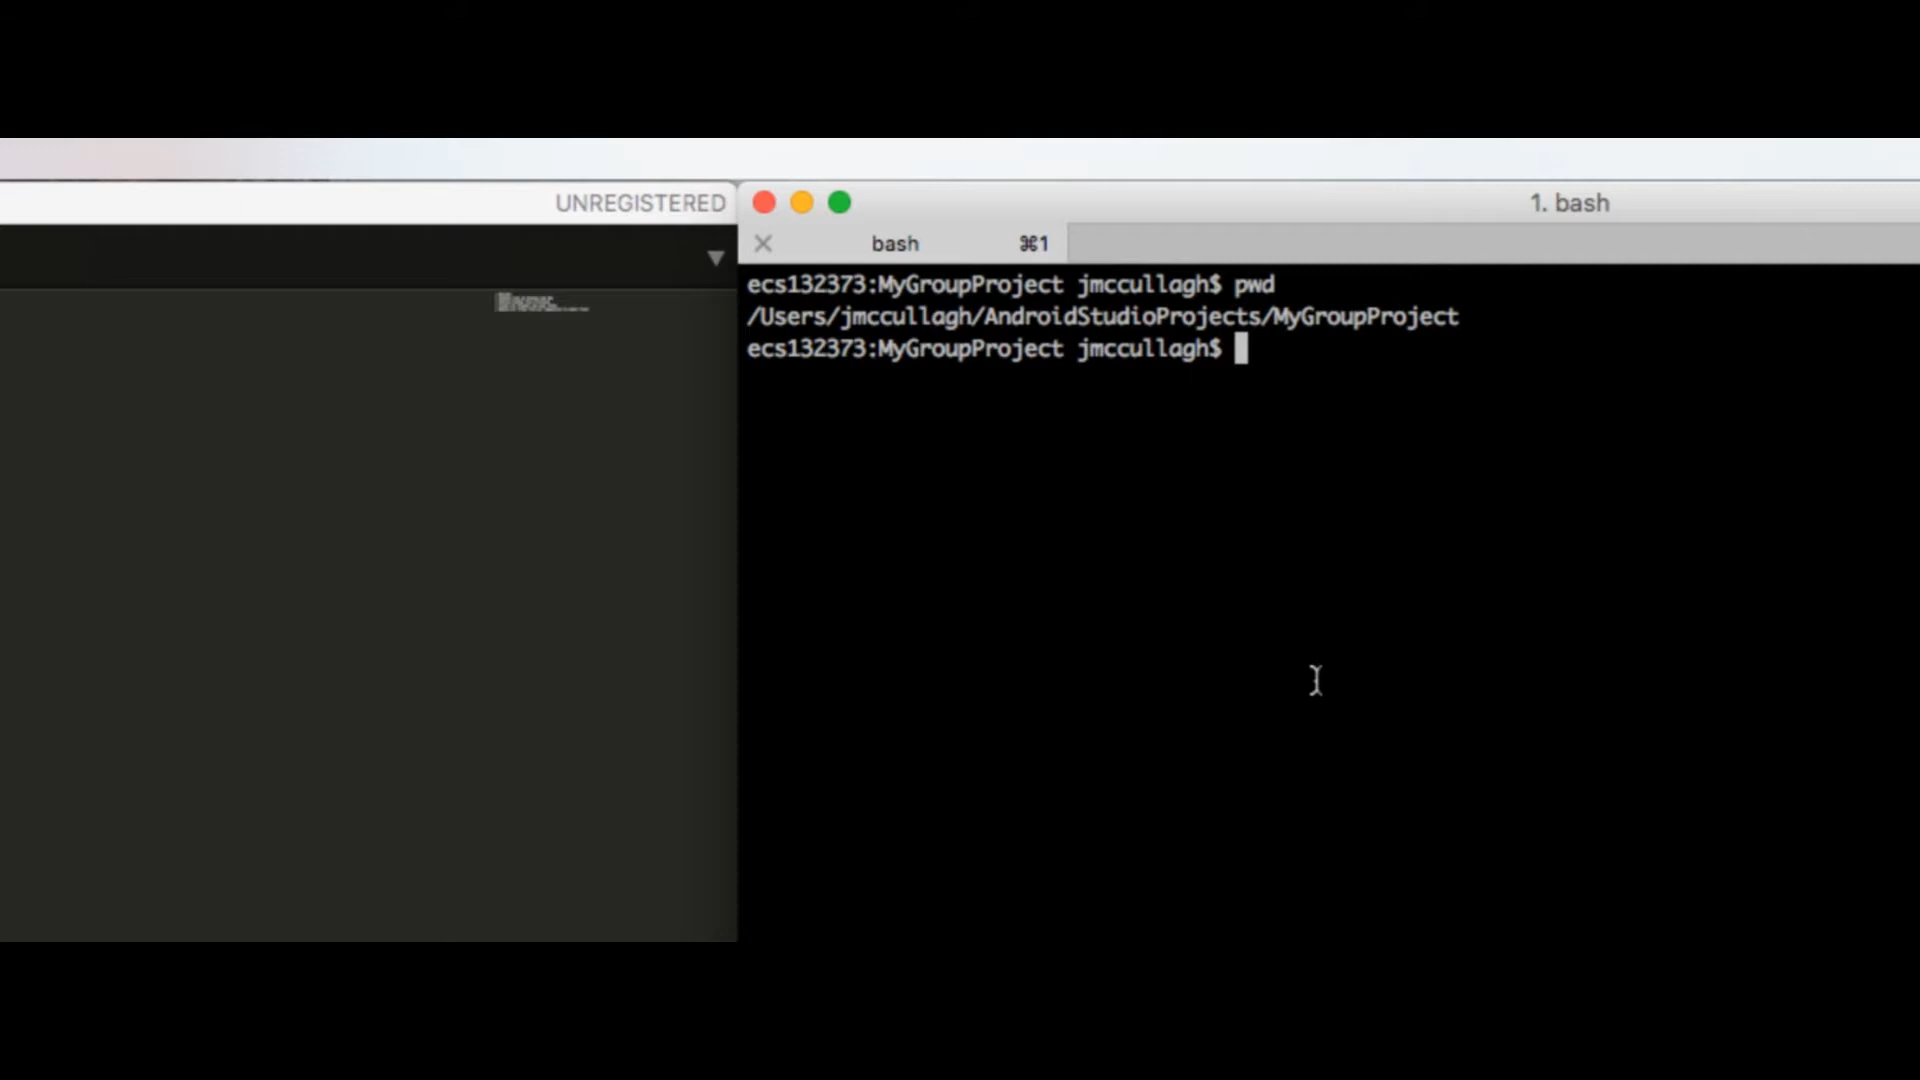 UNREGISTERED
1. bash
bash ⌘1
ecs132373:MyGroupProject jmccullagh$ pwd
/Users/jmccullagh/AndroidStudioProjects/MyGroupProject
ecs132373:MyGroupProject jmccullagh$